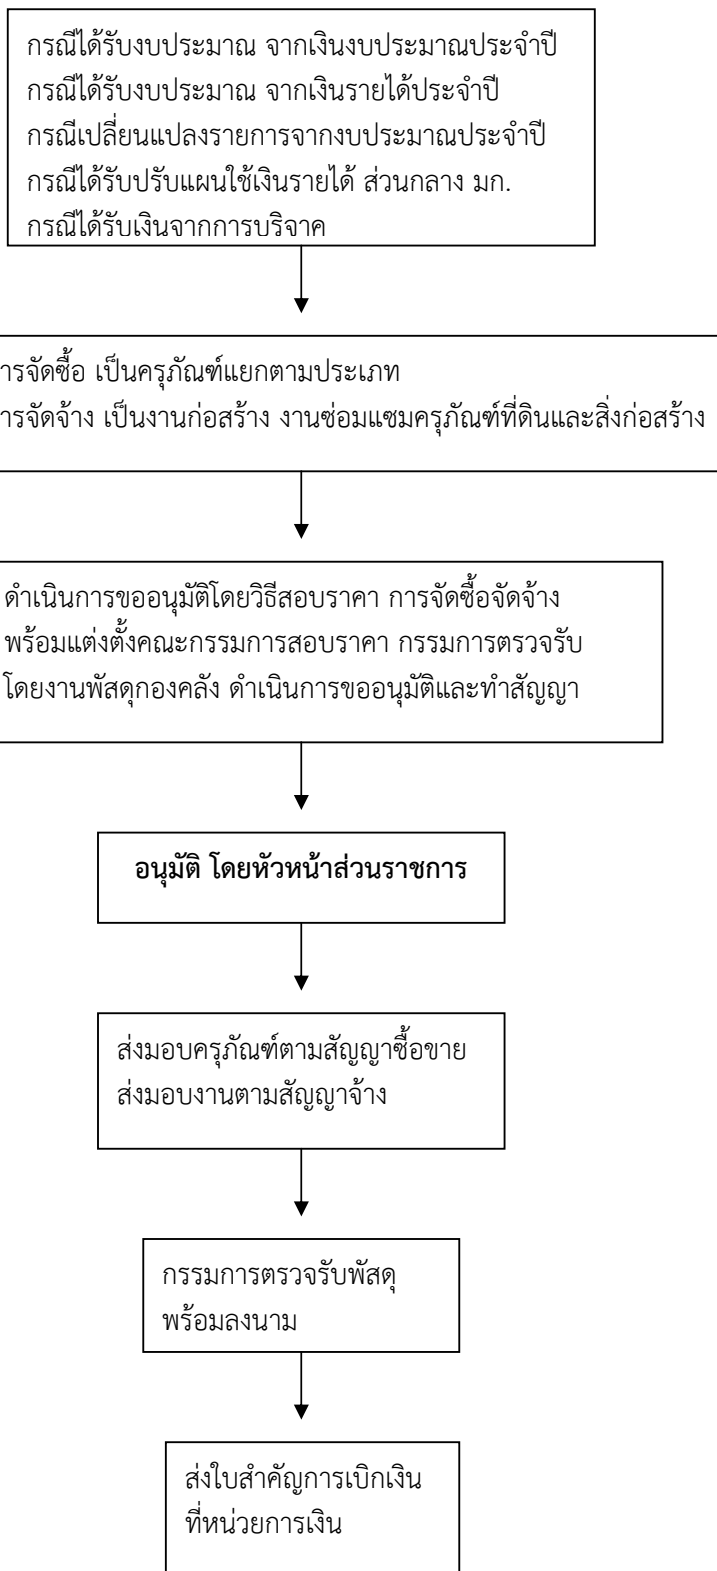 กรณีได้รับงบประมาณ จากเงินงบประมาณประจำปี
กรณีได้รับงบประมาณ จากเงินรายได้ประจำปี
กรณีเปลี่ยนแปลงรายการจากงบประมาณประจำปี
กรณีได้รับปรับแผนใช้เงินรายได้ ส่วนกลาง มก.
กรณีได้รับเงินจากการบริจาค
ารจัดซื้อ เป็นครุภัณฑ์แยกตามประเภท
ารจัดจ้าง เป็นงานก่อสร้าง งานซ่อมแซมครุภัณฑ์ที่ดินและสิ่งก่อสร้าง
ดำเนินการขออนุมัติโดยวิธีสอบราคา การจัดซื้อจัดจ้าง
พร้อมแต่งตั้งคณะกรรมการสอบราคา กรรมการตรวจรับ
โดยงานพัสดุกองคลัง ดำเนินการขออนุมัติและทำสัญญา
อนุมัติ โดยหัวหน้าส่วนราชการ
ส่งมอบครุภัณฑ์ตามสัญญาซื้อขาย
ส่งมอบงานตามสัญญาจ้าง
กรรมการตรวจรับพัสดุ
พร้อมลงนาม
ส่งใบสำคัญการเบิกเงิน
ที่หน่วยการเงิน